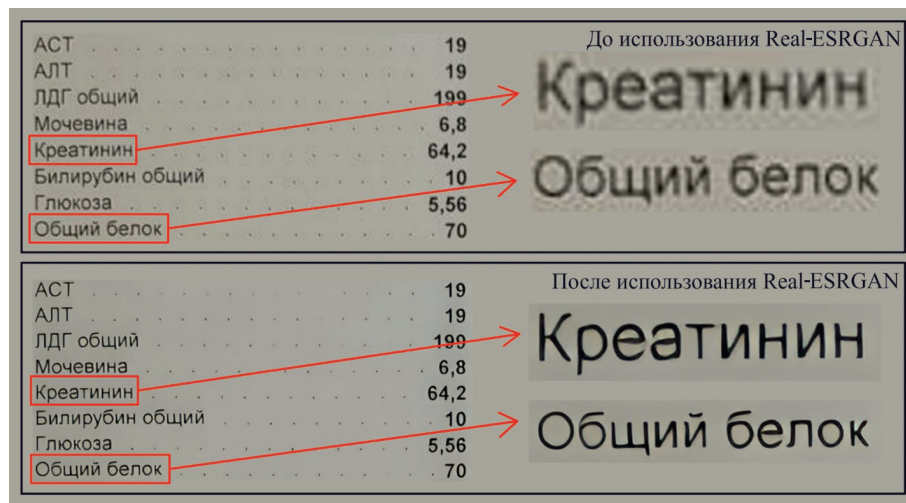 До использования Real-ESRGAN
АСТ . . . . . . . . . . . . . . 19
АЛТ . . . . . . . . . . . . . . 19
ЛДГ общий . . . . . . . . . . . 199
Мочевина . . . . . . . . . . . 6,8
Креатинин . . . . . . . . . . . 64,2
Билирубин общий . . . . . . . . 10
Глюкоза . . . . . . . . . . . . 5,56
Общий белок . . . . . . . . . . 70
Креатинин
Общий белок
После использования Real-ESRGAN
АСТ . . . . . . . . . . . . . . 19
АЛТ . . . . . . . . . . . . . . 19
ЛДГ общий . . . . . . . . . . . 199
Мочевина . . . . . . . . . . . 6,8
Креатинин . . . . . . . . . . . 64,2
Билирубин общий . . . . . . . . 10
Глюкоза . . . . . . . . . . . . 5,56
Общий белок . . . . . . . . . . 70
Креатинин
Общий белок